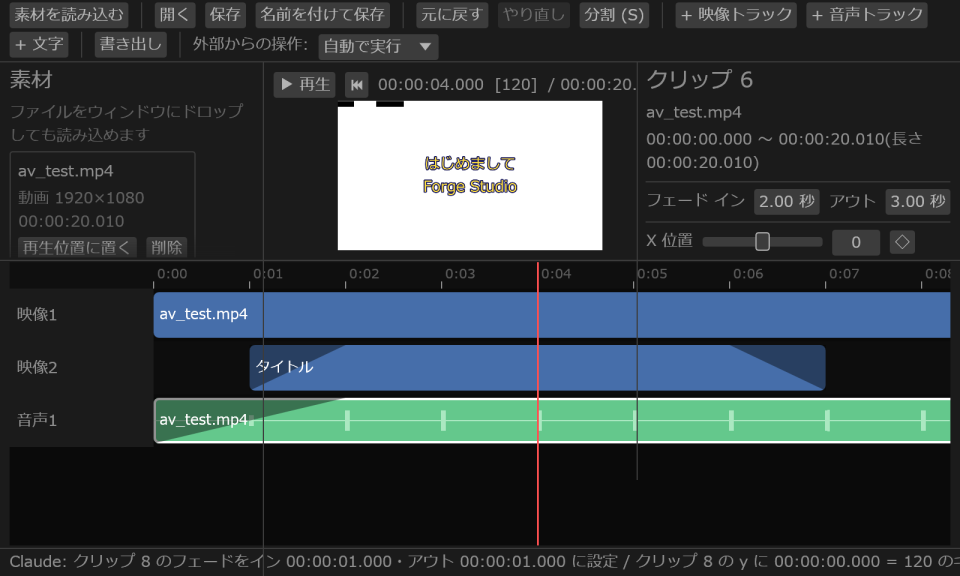 素材を読み込む 開く 保存 名前を付けて保存 元に戻す やり直し 分割 (S) + 映像トラック + 音声トラック
+ 文字 書き出し 外部からの操作: 自動で実行 ▼
素材
ファイルをウィンドウにドロップ
しても読み込めます
av_test.mp4
動画 1920×1080
00:00:20.010
再生位置に置く 削除
▶ 再生 ⏮ 00:00:04.000 [120] / 00:00:20.
はじめまして
Forge Studio
クリップ 6
av_test.mp4
00:00:00.000 〜 00:00:20.010(長さ
00:00:20.010)
フェード イン 2.00 秒 アウト 3.00 秒
X 位置 0
0:00 0:01 0:02 0:03 0:04 0:05 0:06 0:07 0:08
映像1 av_test.mp4
映像2 タイトル
音声1 av_test.mp4
Claude: クリップ 8 のフェードをイン 00:00:01.000・アウト 00:00:01.000 に設定 / クリップ 8 の y に 00:00:00.000 = 120 の